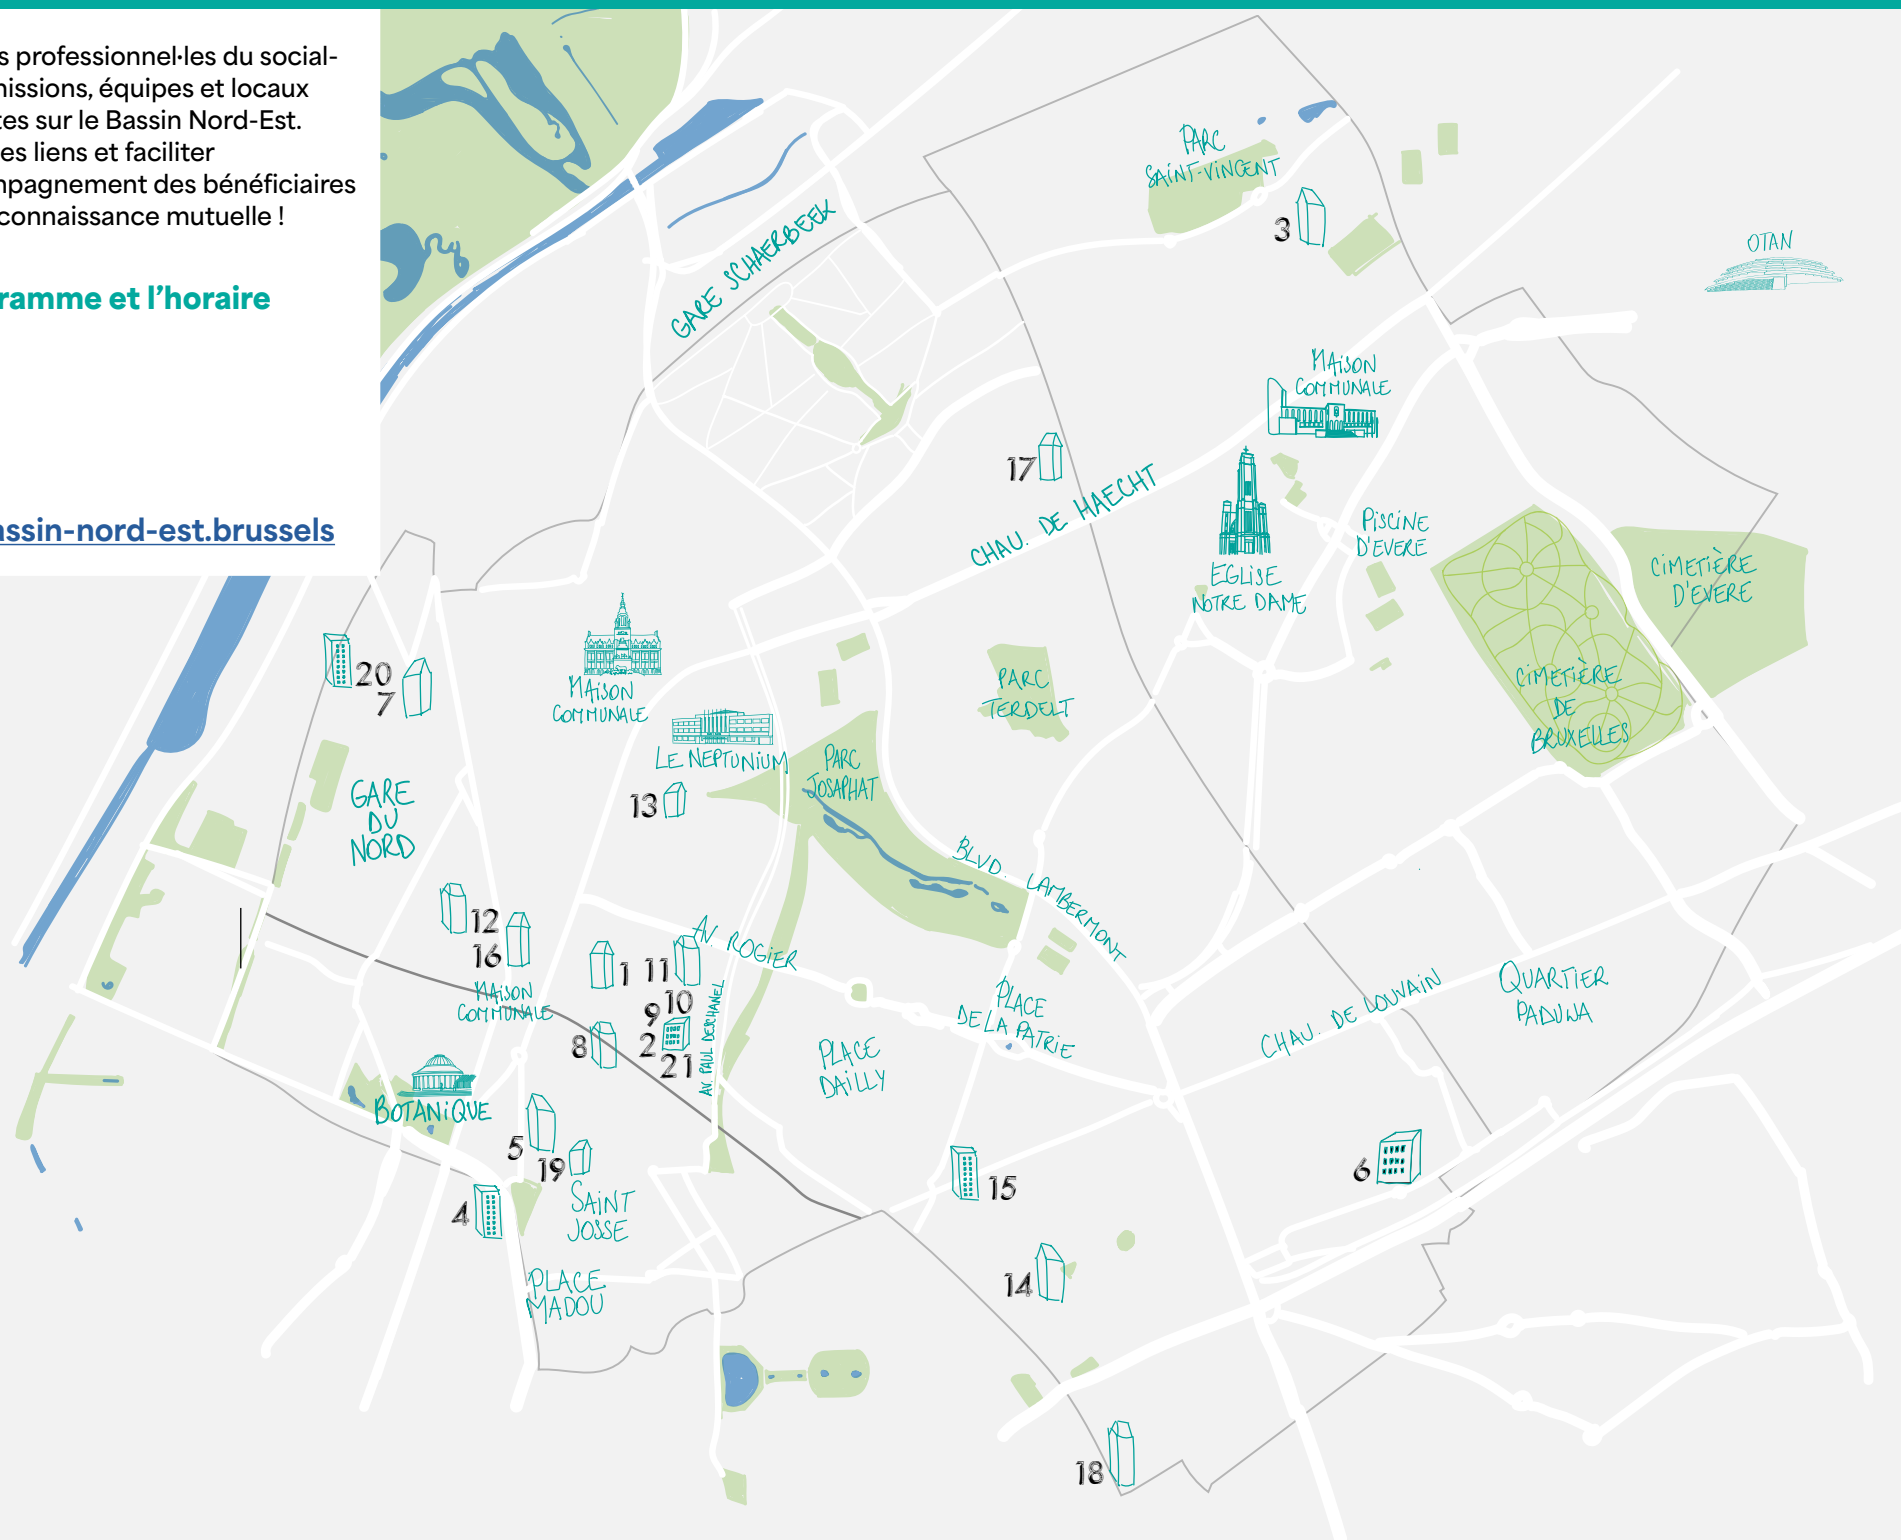 s professionnel·les du social-
nissions, équipes et locaux
tes sur le Bassin Nord-Est.
es liens et faciliter
npagnement des bénéficiaires
connaissance mutuelle !
ramme et l'horaire
assin-nord-est.brussels
PARC
SAINT-VINCENT
3
OTAN
GARE SCHAERBEEK
MAISON
COMMUNALE
17
CHAU. DE HAECHT
PISCINE
D'EVERE
EGLISE
NOTRE DAME
CIMETIÈRE
D'EVERE
20
7
MAISON
COMMUNALE
PARC
TERDELT
CIMETIÈRE
DE
BRUXELLES
LE NEPTUNIUM
PARC
JOSAPHAT
13
GARE
DU
NORD
BLVD. LAMBERMONT
12
16
1
11
AV. ROGIER
10
9
2
21
8
AV. PAUL DESCHANEL
MAISON
COMMUNALE
PLACE
DE LA PATRIE
CHAU. DE LOUVAIN
QUARTIER
PADUWA
PLACE
DAILLY
BOTANIQUE
5
19
SAINT
JOSSE
4
15
6
PLACE
MADOU
14
18